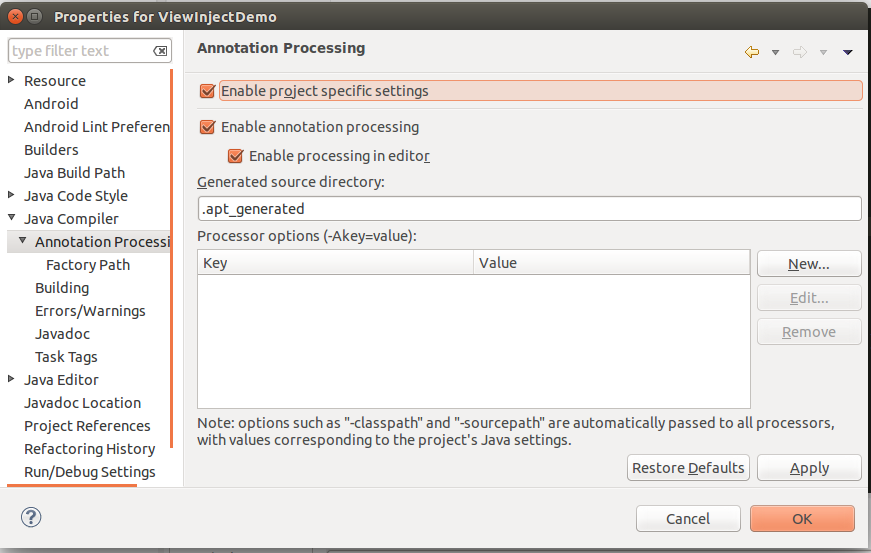 Properties for ViewInjectDemo
type filter text
Resource
Android
Android Lint Preferen
Builders
Java Build Path
Java Code Style
Java Compiler
Annotation Processi
Factory Path
Building
Errors/Warnings
Javadoc
Task Tags
Java Editor
Javadoc Location
Project References
Refactoring History
Run/Debug Settings
Annotation Processing
Enable project specific settings
Enable annotation processing
Enable processing in editor
Generated source directory:
.apt_generated
Processor options (-Akey=value):
Key Value
New...
Edit...
Remove
Note: options such as "-classpath" and "-sourcepath" are automatically passed to all processors,
with values corresponding to the project's Java settings.
Restore Defaults Apply
? Cancel OK